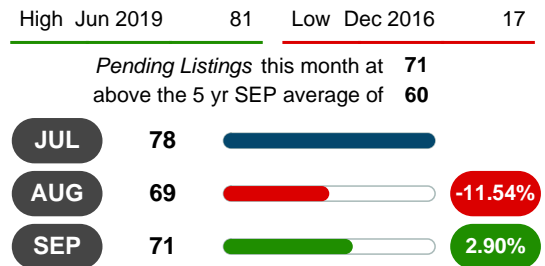 High Jun 2019 81 Low Dec 2016 17
Pending Listings this month at 71
above the 5 yr SEP average of 60
JUL 78
AUG 69 -11.54%
SEP 71 2.90%